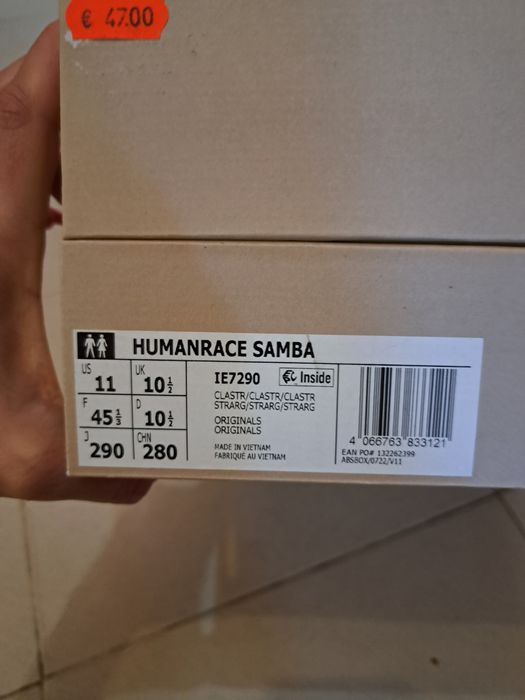 € 47.00
HUMANRACE SAMBA
US 11 UK 10½
F 45⅓ D 10½
J 290 CHN 280
IE7290 Inside
CLASTR/CLASTR/CLASTR
STRARG/STRARG/STRARG
ORIGINALS
ORIGINALS
MADE IN VIETNAM
FABRIQUÉ AU VIETNAM
4 066763 833121
EAN PO# 132262399
ABSBOX/0722/V11